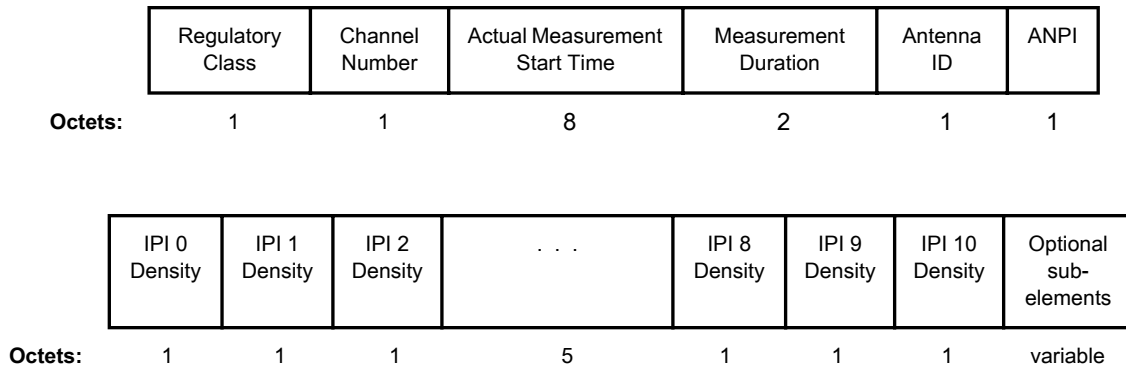 Regulatory Class Channel Number Actual Measurement Start Time Measurement Duration Antenna ID ANPI
Octets: 1 1 8 2 1 1
IPI 0 Density IPI 1 Density IPI 2 Density . . . IPI 8 Density IPI 9 Density IPI 10 Density Optional sub-elements
Octets: 1 1 1 5 1 1 1 variable